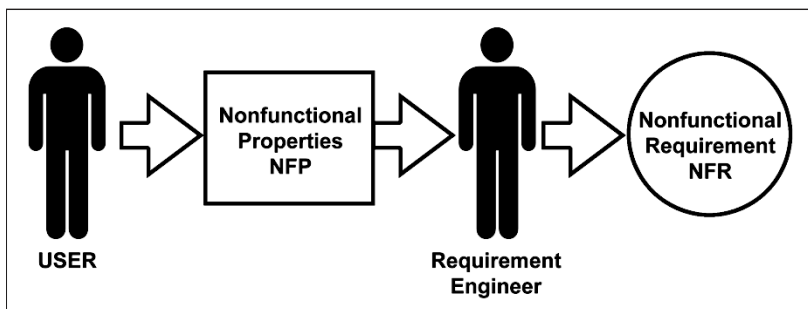 USER
Nonfunctional
Properties
NFP
Requirement
Engineer
Nonfunctional
Requirement
NFR